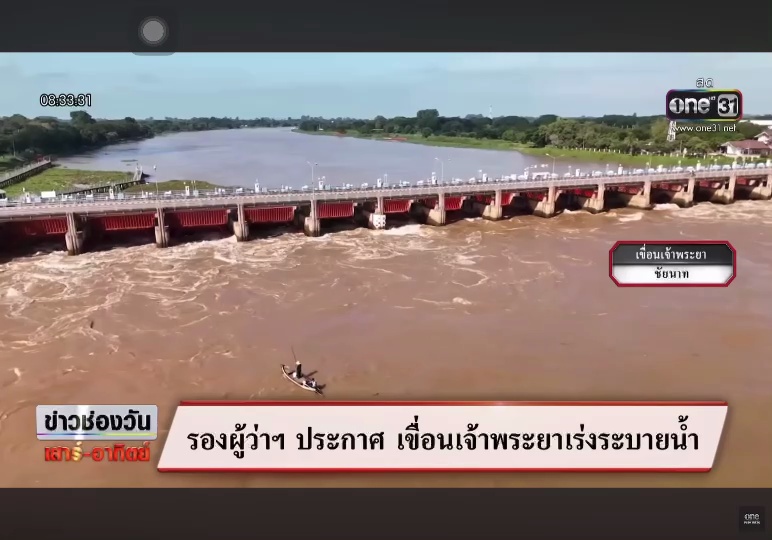 สด
08:33:31
one 31
www.one31.net
เขื่อนเจ้าพระยา
ชัยนาท
ข่าวช่องวัน
เสาร์-อาทิตย์
รองผู้ว่าฯ ประกาศ เขื่อนเจ้าพระยาเร่งระบายน้ำ
one